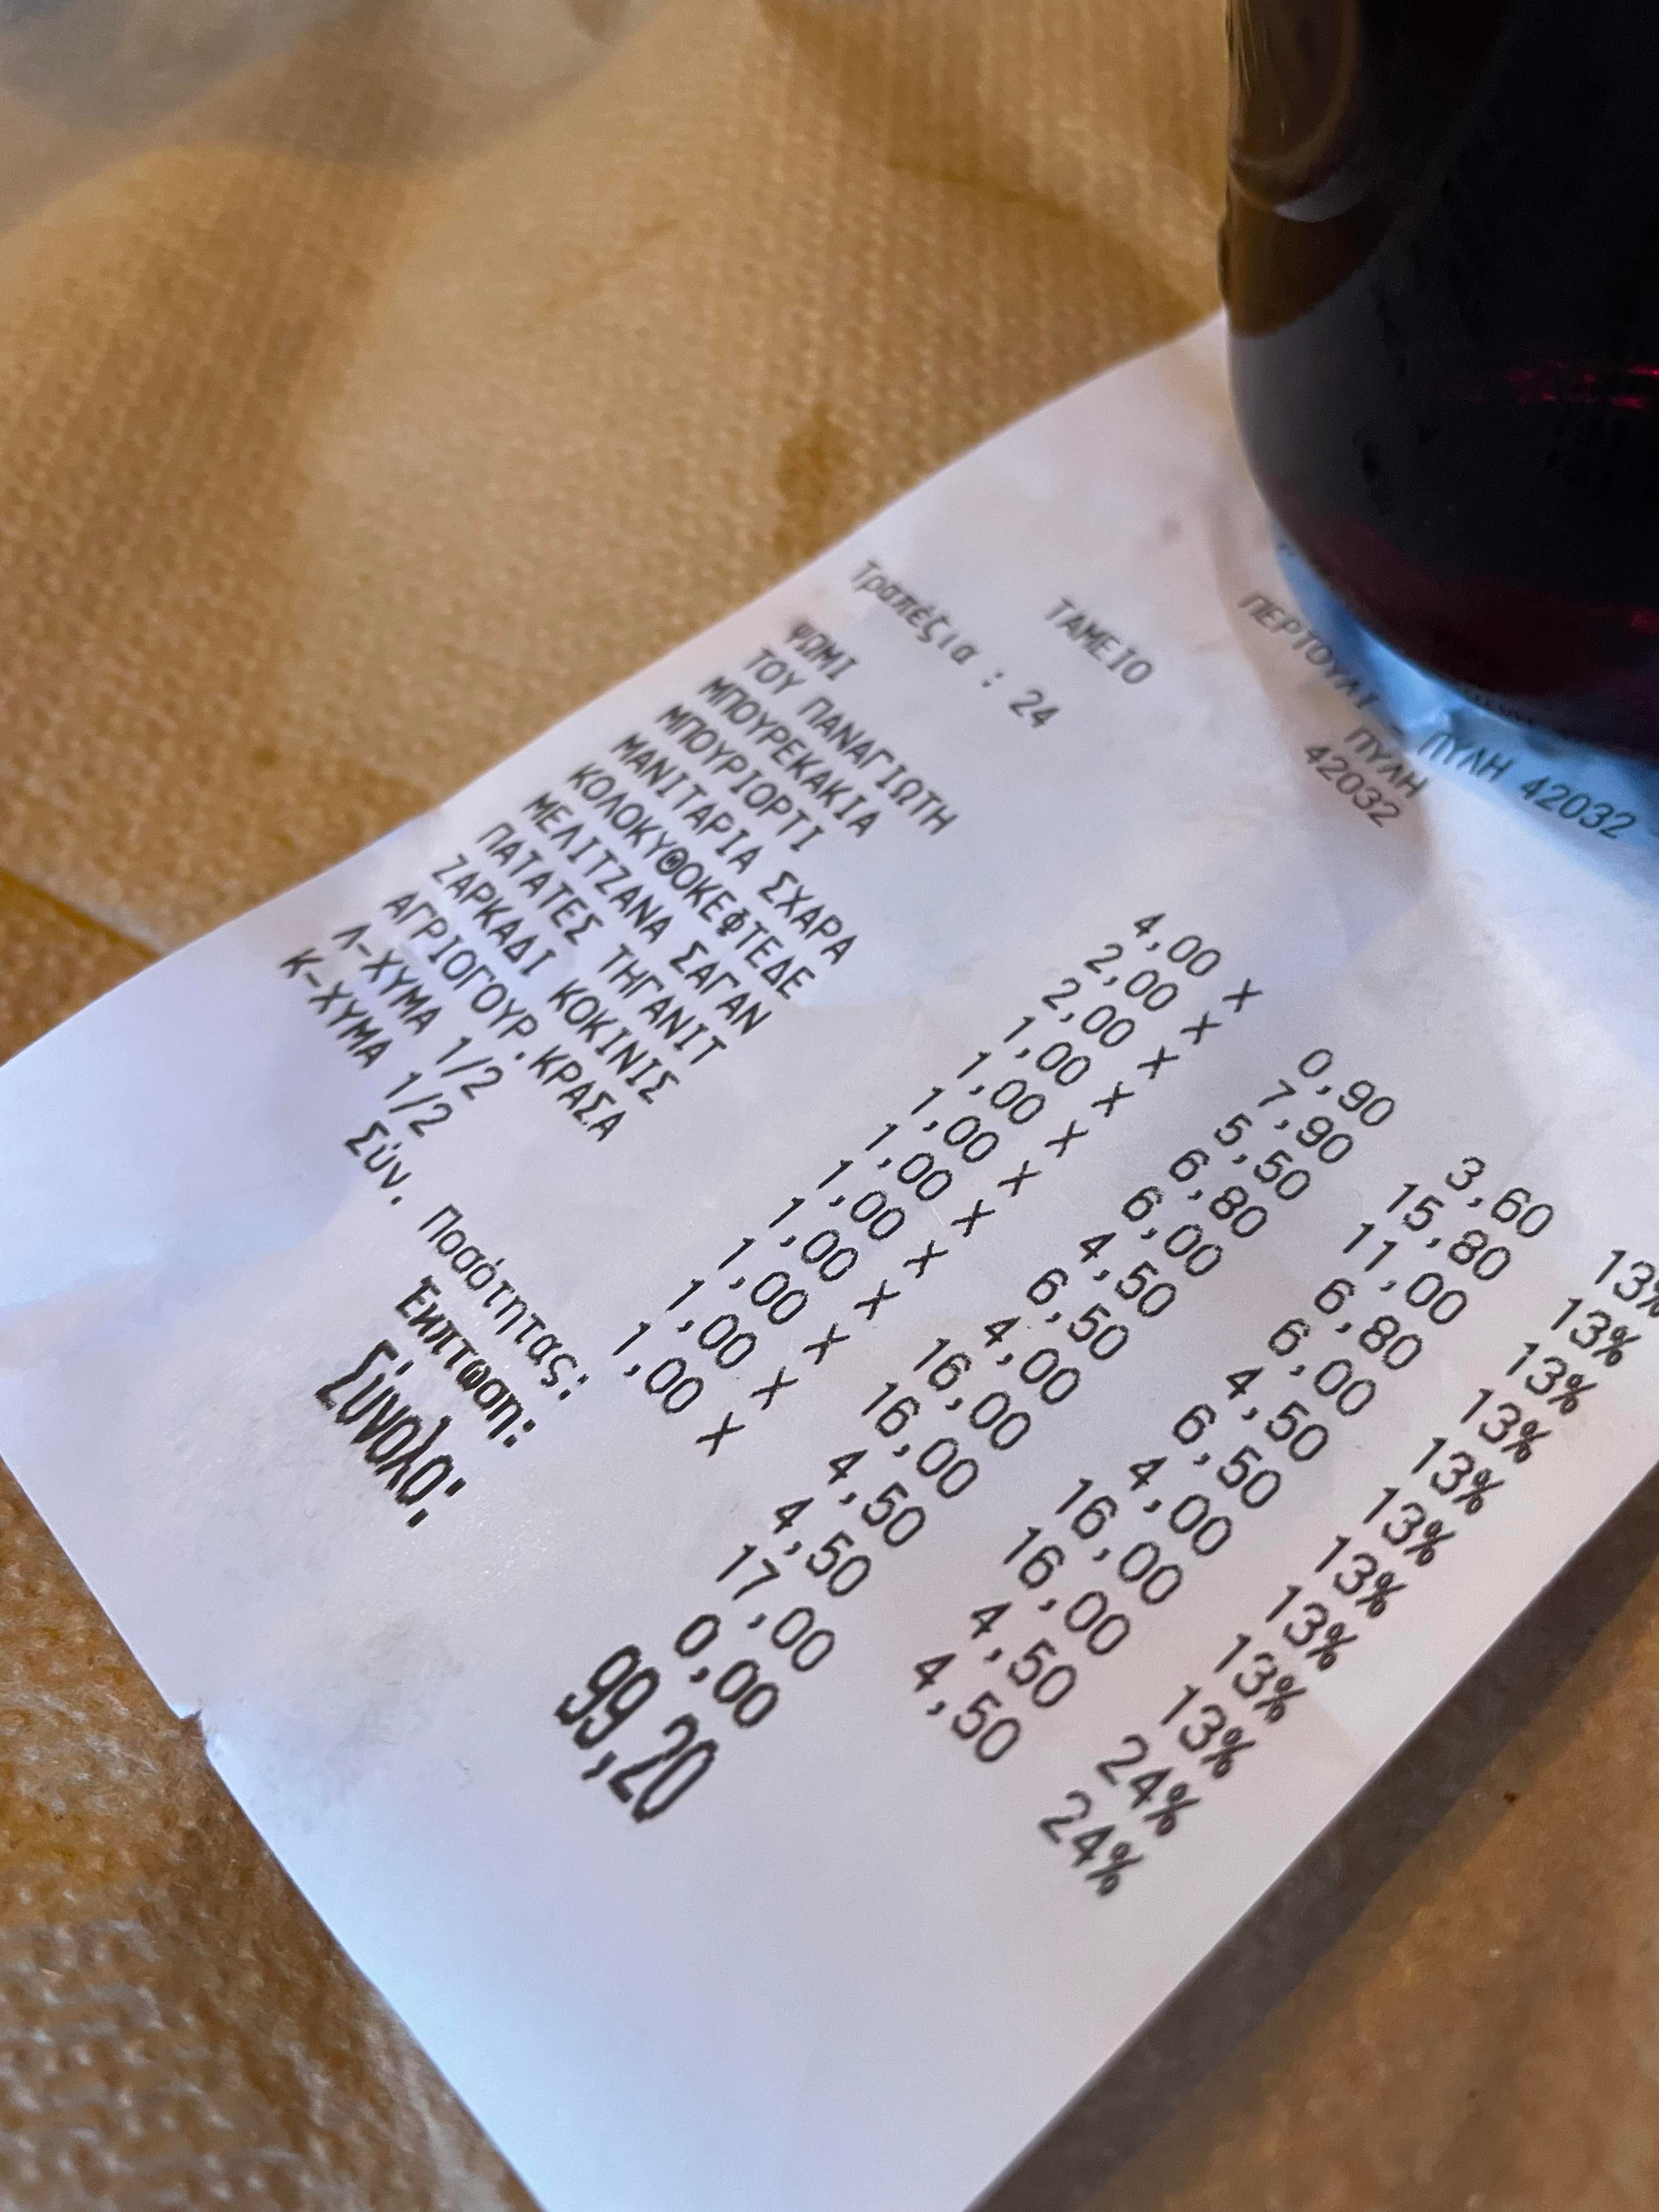 ΠΕΡΤΟΥΛΙ - ΠΥΛΗ 42032
ΠΥΛΗ
42032
ΤΑΜΕΙΟ
Τραπέζια : 24
ΨΩΜΙ 4,00 X 0,90 3,60 13%
ΤΟΥ ΠΑΝΑΓΙΩΤΗ 2,00 X 7,90 15,80 13%
ΜΠΟΥΡΕΚΑΚΙΑ 2,00 X 5,50 11,00 13%
ΜΠΟΥΡΙΟΡΤΙ 1,00 X 6,80 6,80 13%
ΜΑΝΙΤΑΡΙΑ ΣΧΑΡΑ 1,00 X 6,00 6,00 13%
ΚΟΛΟΚΥΘΟΚΕΦΤΕΔΕ 1,00 X 4,50 4,50 13%
ΜΕΛΙΤΖΑΝΑ ΣΑΓΑΝ 1,00 X 6,50 6,50 13%
ΠΑΤΑΤΕΣ ΤΗΓΑΝΙΤ 1,00 X 4,00 4,00 13%
ΖΑΡΚΑΔΙ ΚΟΚΙΝΙΣ 1,00 X 16,00 16,00 13%
ΑΓΡΙΟΓΟΥΡ.ΚΡΑΣΑ 1,00 X 16,00 16,00 13%
Λ-ΧΥΜΑ 1/2 1,00 X 4,50 4,50 24%
Κ-ΧΥΜΑ 1/2 1,00 X 4,50 4,50 24%
Σύν. Ποσότητας: 17,00
Έκπτωση: 0,00
Σύνολο: 99,20